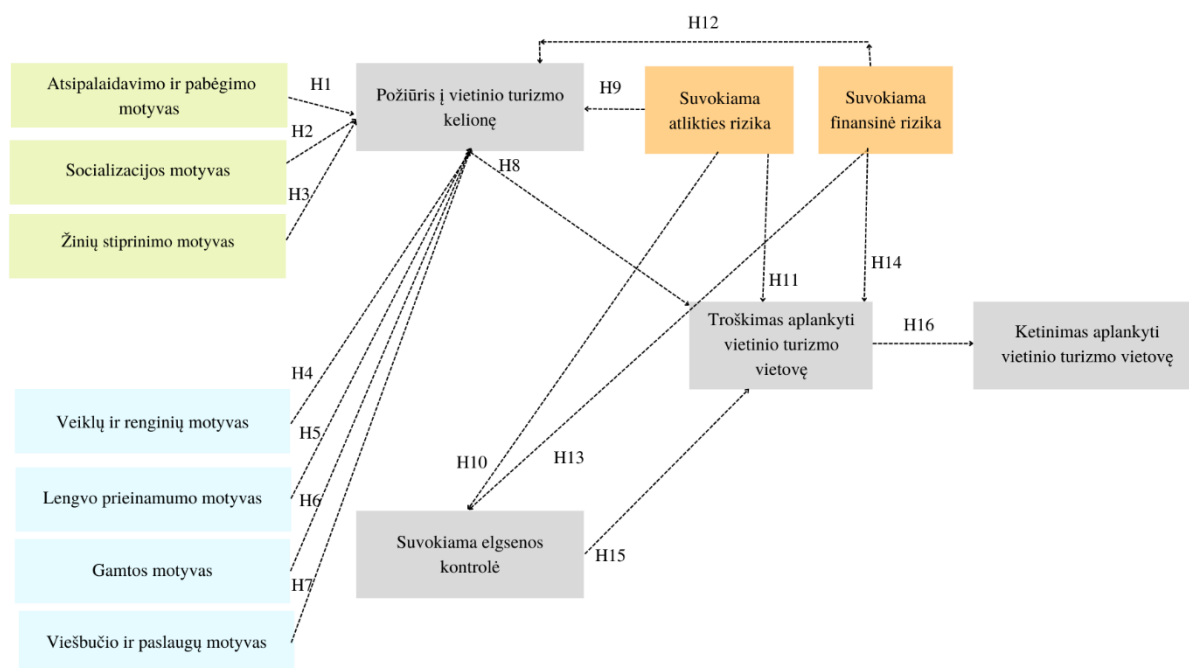 H12
Atsipalaidavimo ir pabėgimo
motyvas
H1
Požiūris į vietinio turizmo
kelionę
H9
Suvokiama
atlikties rizika
Suvokiama
finansinė rizika
H2
Socializacijos motyvas
H8
H3
Žinių stiprinimo motyvas
H11
H14
Troškimas aplankyti
vietinio turizmo
vietovę
H16
Ketinimas aplankyti
vietinio turizmo vietovę
H4
Veiklų ir renginių motyvas
H5
H10
H13
Lengvo prieinamumo motyvas
H6
Suvokiama elgsenos
kontrolė
H15
Gamtos motyvas
H7
Viešbučio ir paslaugų motyvas